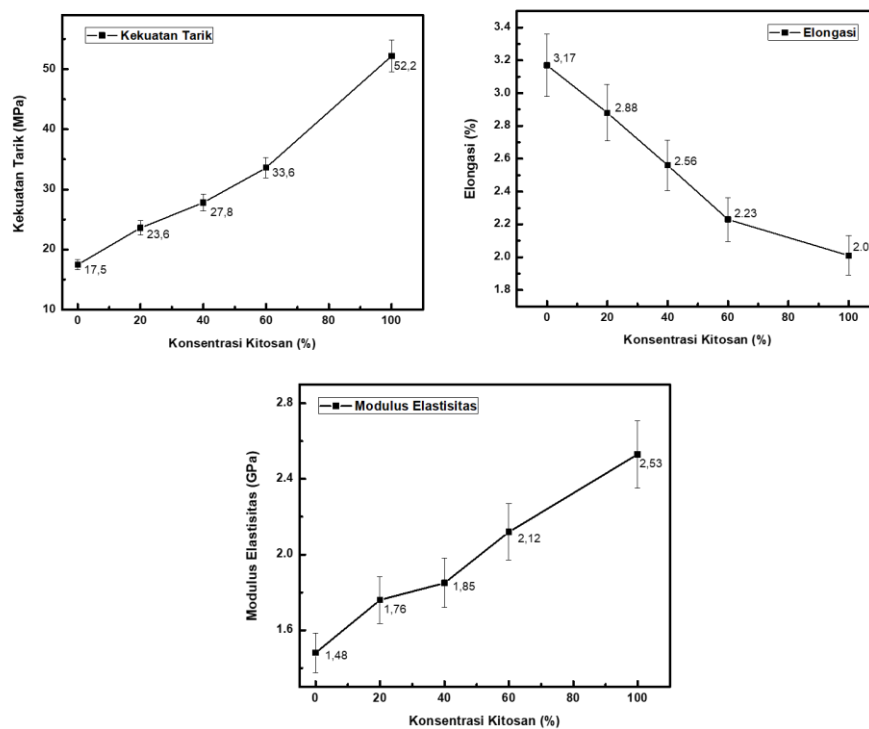 Kekuatan Tarik
Kekuatan Tarik (MPa)
50
40
30
20
10
17,5
23,6
27,8
33,6
52,2
0 20 40 60 80 100
Konsentrasi Kitosan (%)
Elongasi
Elongasi (%)
3.4
3.2
3.0
2.8
2.6
2.4
2.2
2.0
1.8
3,17
2.88
2.56
2.23
2.0
0 20 40 60 80 100
Konsentrasi Kitosan (%)
Modulus Elastisitas
Modulus Elastisitas (GPa)
2.8
2.4
2.0
1.6
1,48
1,76
1,85
2,12
2,53
0 20 40 60 80 100
Konsentrasi Kitosan (%)